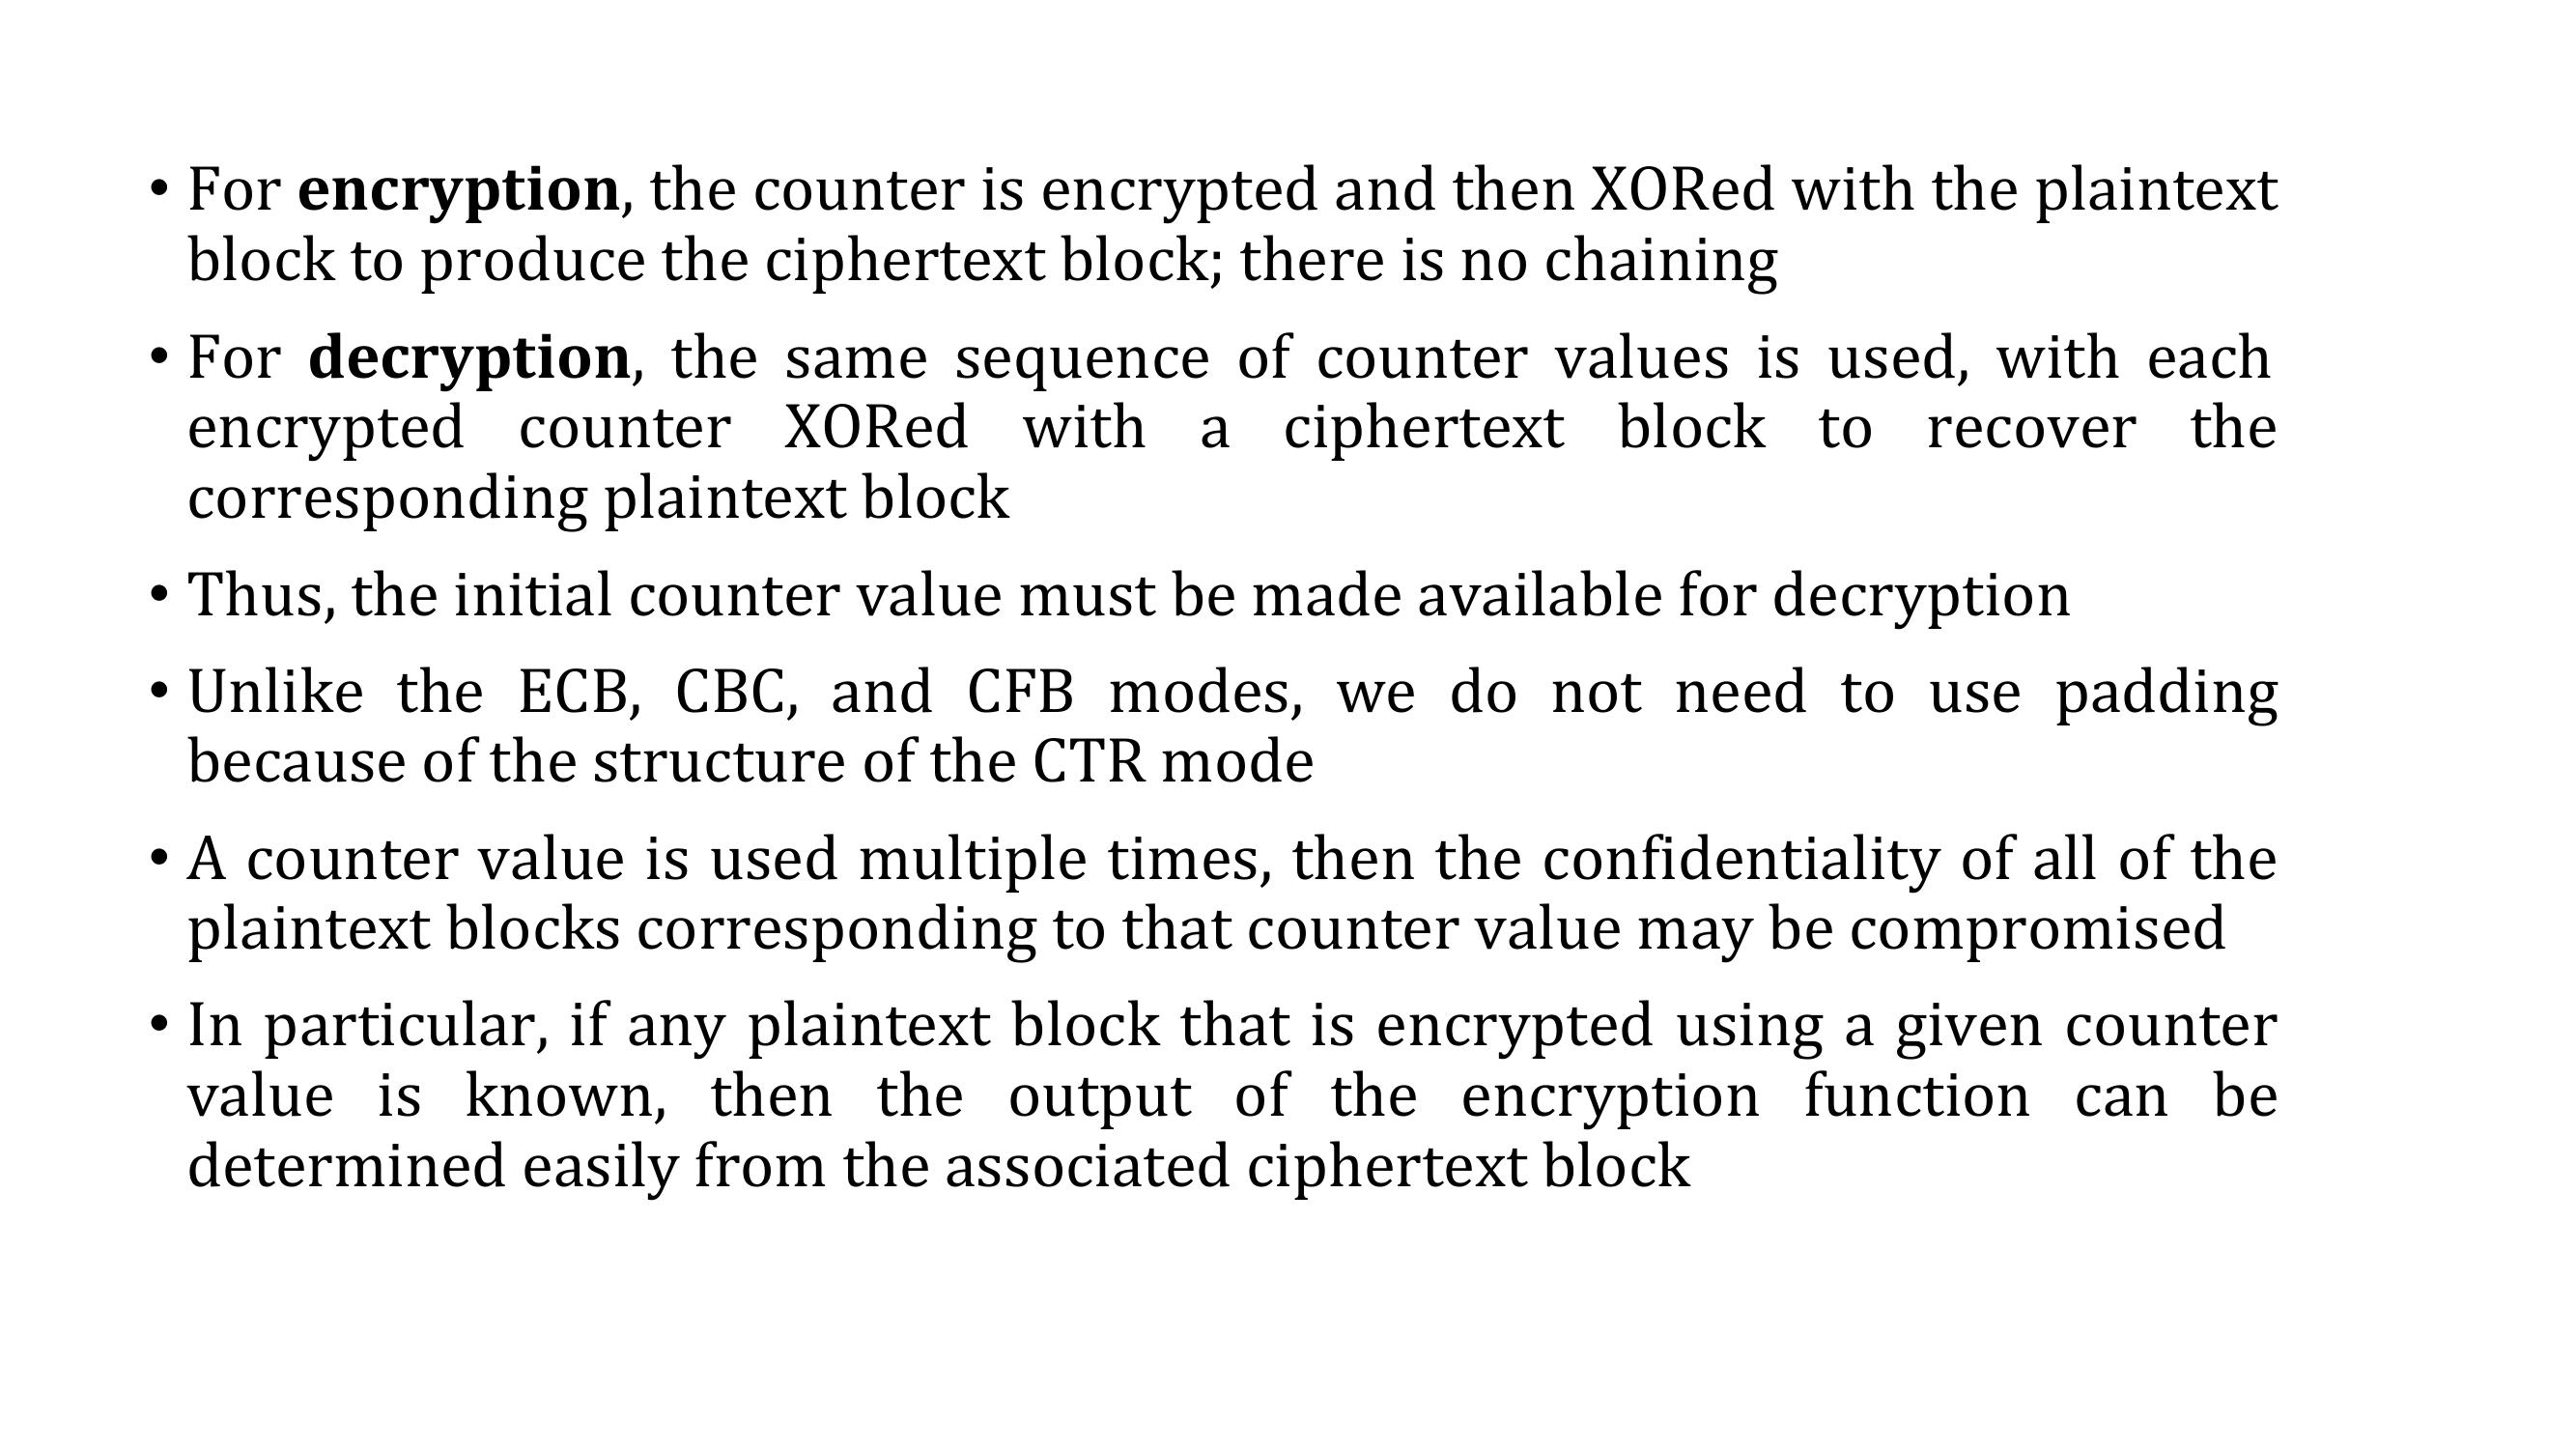 • For encryption, the counter is encrypted and then XORed with the plaintext
block to produce the ciphertext block; there is no chaining
• For decryption, the same sequence of counter values is used, with each
encrypted counter XORed with a ciphertext block to recover the
corresponding plaintext block
• Thus, the initial counter value must be made available for decryption
• Unlike the ECB, CBC, and CFB modes, we do not need to use padding
because of the structure of the CTR mode
• A counter value is used multiple times, then the confidentiality of all of the
plaintext blocks corresponding to that counter value may be compromised
• In particular, if any plaintext block that is encrypted using a given counter
value is known, then the output of the encryption function can be
determined easily from the associated ciphertext block